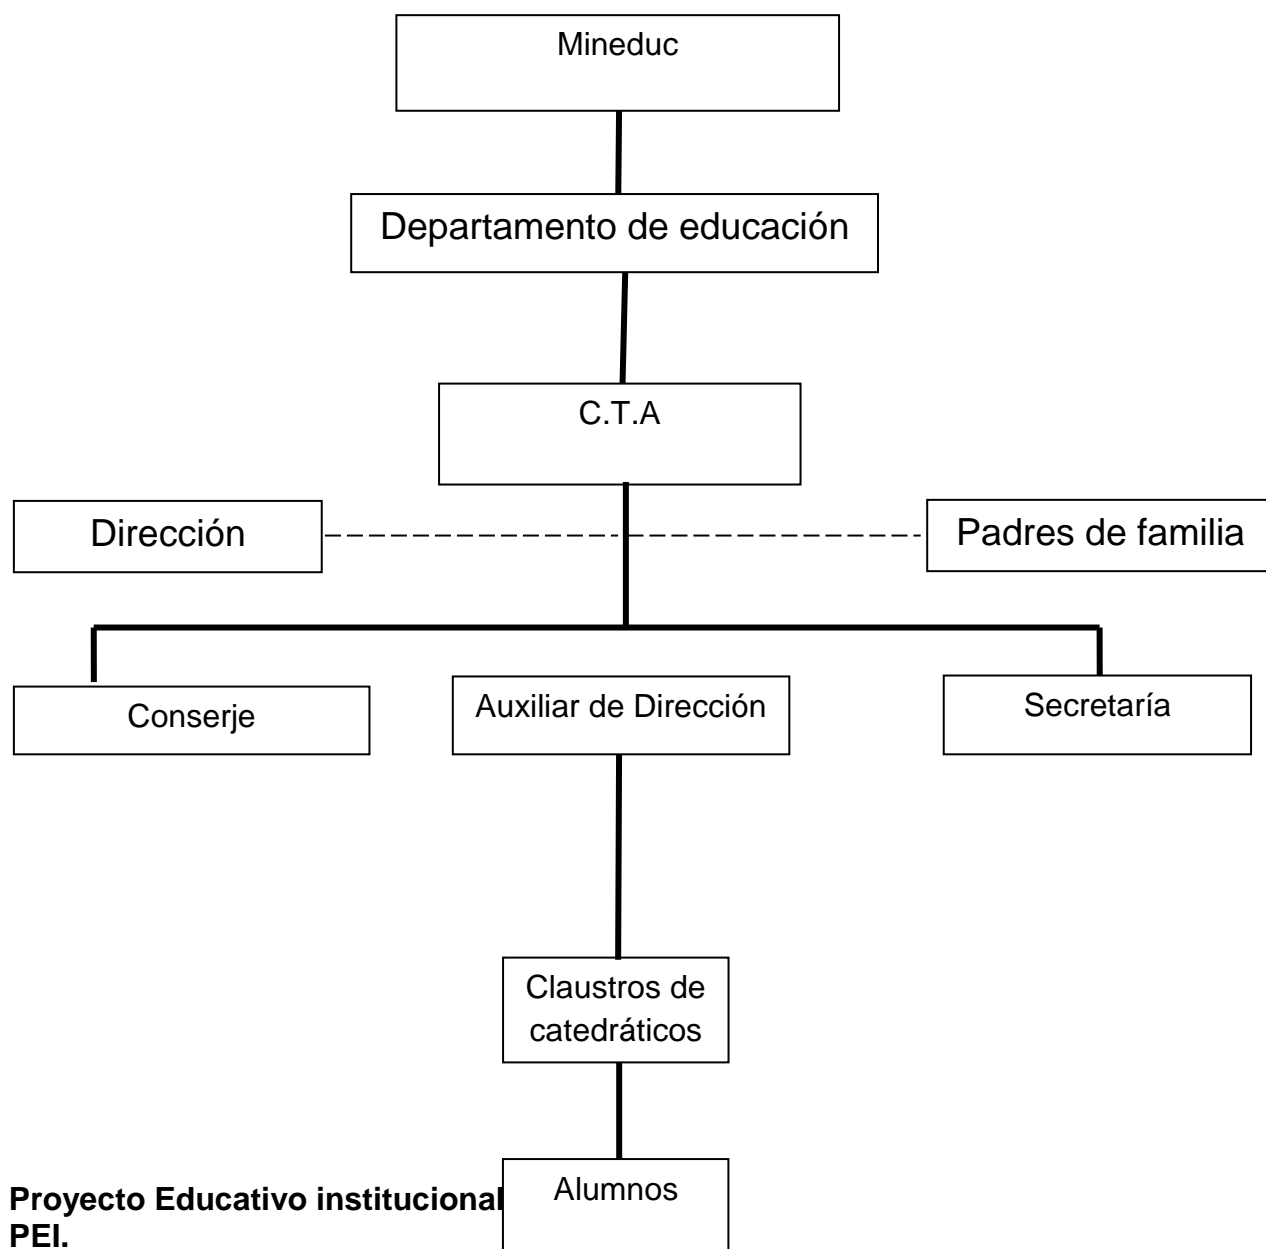 Mineduc
Departamento de educación
C.T.A
Dirección
Padres de familia
Conserje
Auxiliar de Dirección
Secretaría
Claustros de
catedráticos
Alumnos
Proyecto Educativo institucional
PEI.